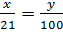 x/21 = y/100